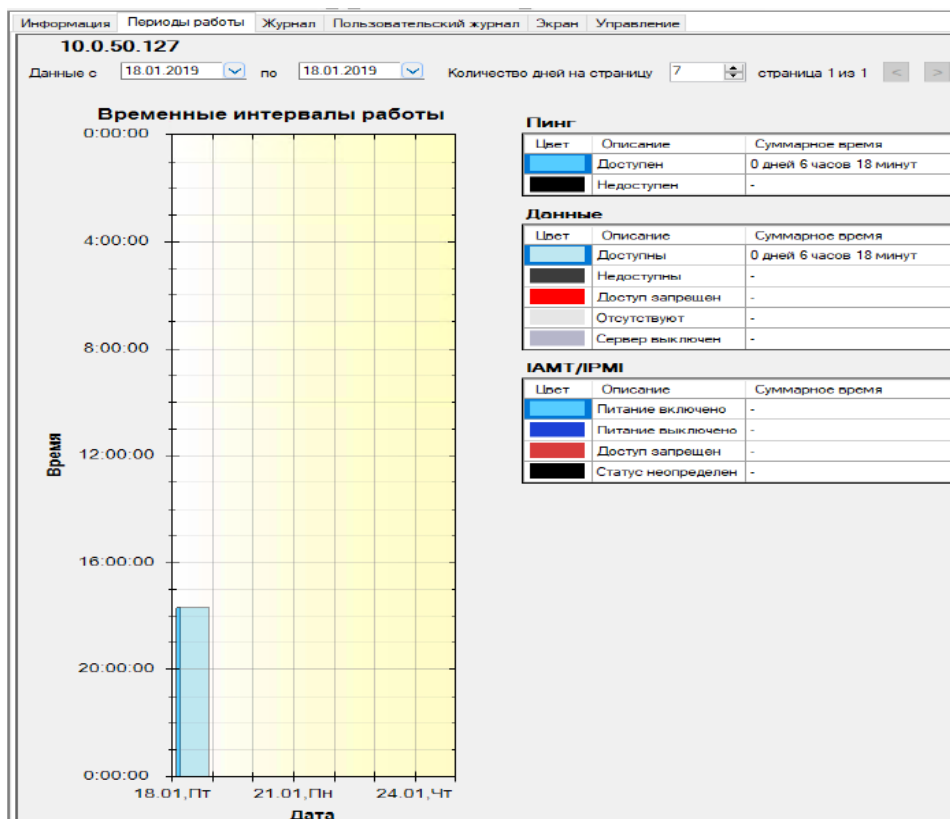 Информация Периоды работы Журнал Пользовательский журнал Экран Управление
10.0.50.127
Данные с 18.01.2019 по 18.01.2019 Количество дней на страницу 7 страница 1 из 1 < >
Временные интервалы работы
0:00:00
4:00:00
8:00:00
12:00:00
16:00:00
20:00:00
0:00:00
Время
18.01,Пт 21.01,Пн 24.01,Чт
Дата
Пинг
Цвет Описание Суммарное время
Доступен 0 дней 6 часов 18 минут
Недоступен -
Данные
Цвет Описание Суммарное время
Доступны 0 дней 6 часов 18 минут
Недоступны -
Доступ запрещен -
Отсутствуют -
Сервер выключен -
IAMT/IPMI
Цвет Описание Суммарное время
Питание включено -
Питание выключено -
Доступ запрещен -
Статус неопределен -